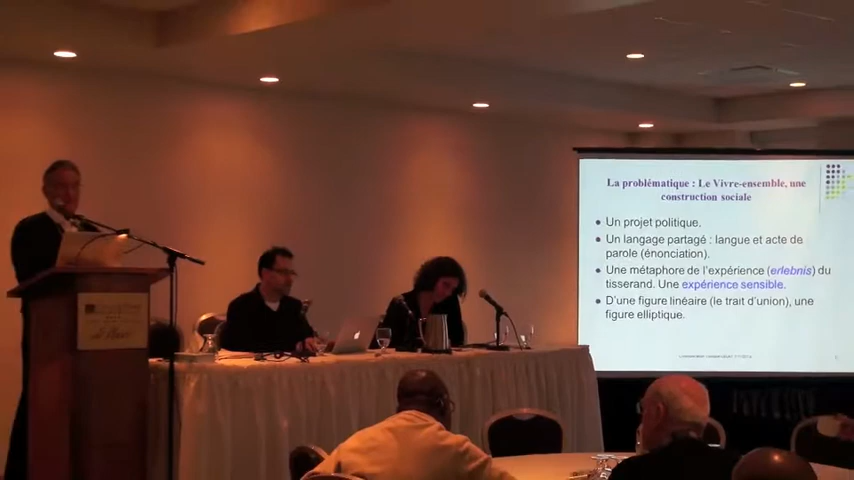 La problématique : Le Vivre-ensemble, une
construction sociale
• Un projet politique.
• Un langage partagé : langue et acte de
parole (énonciation).
• Une métaphore de l'expérience (erlebnis) du
tisserand. Une expérience sensible.
• D'une figure linéaire (le trait d'union), une
figure elliptique.